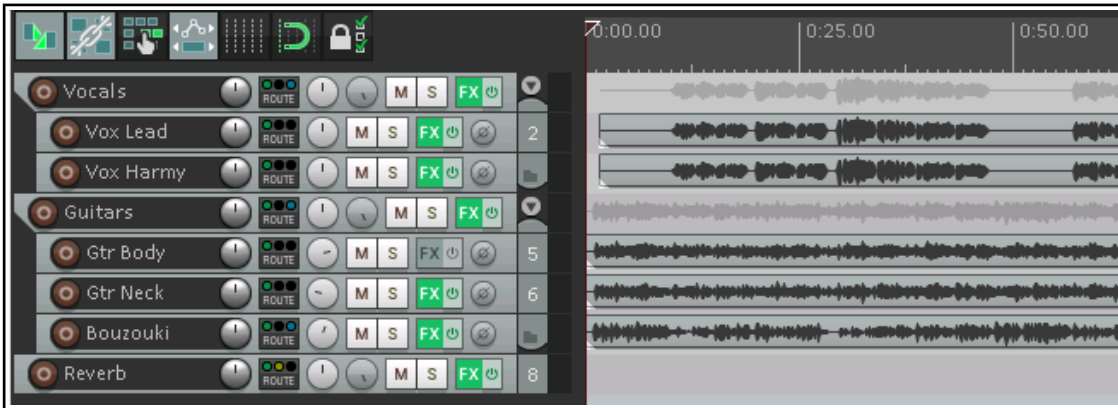 0:00.00 0:25.00 0:50.00
Vocals ROUTE M S FX
Vox Lead ROUTE M S FX 2
Vox Harmy ROUTE M S FX
Guitars ROUTE M S FX
Gtr Body ROUTE M S FX 5
Gtr Neck ROUTE M S FX 6
Bouzouki ROUTE M S FX
Reverb ROUTE M S FX 8